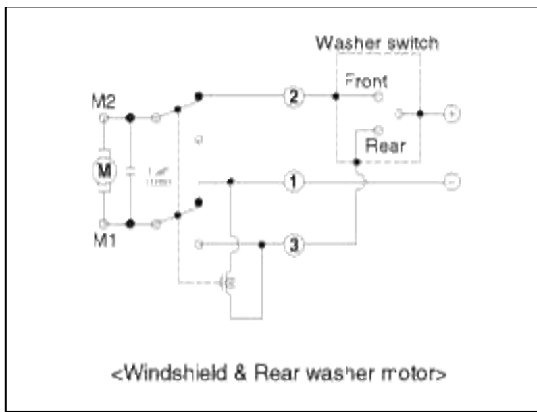 Washer switch
Front
M2
2
+
Rear
M
1
-
M1
3
<Windshield & Rear washer motor>